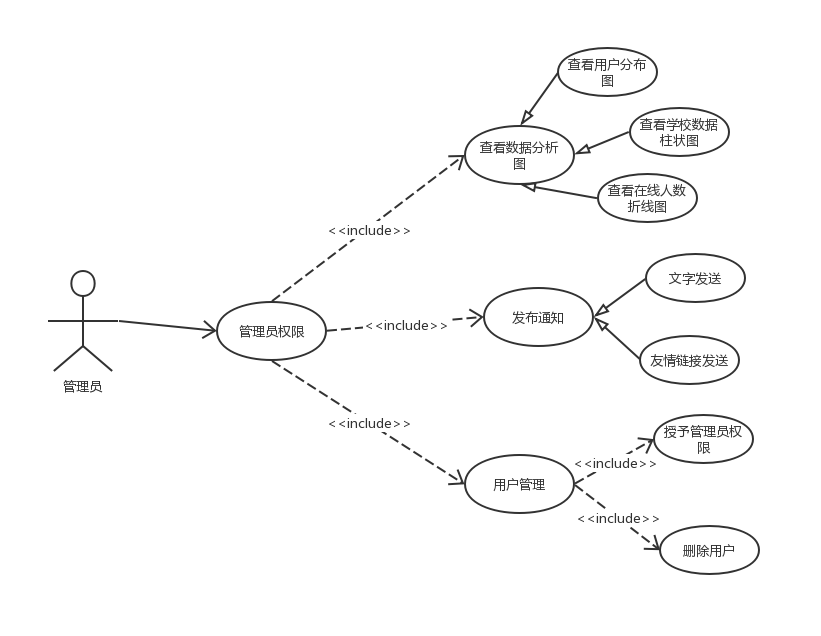 查看用户分布
图
查看学校数据
柱状图
查看数据分析
图
查看在线人数
折线图
<<include>>
文字发送
管理员权限
<<include>>
发布通知
友情链接发送
管理员
<<include>>
授予管理员权
限
<<include>>
用户管理
<<include>>
删除用户